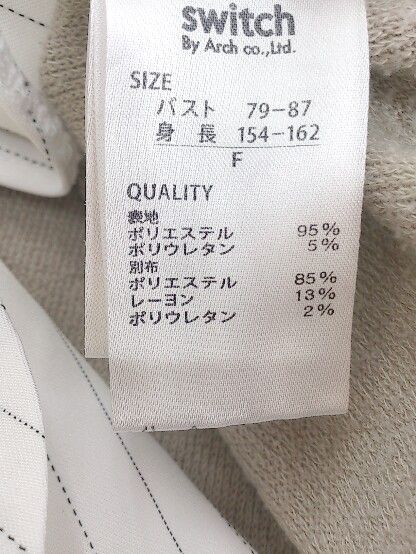 switch
By Arch co.,Ltd.
SIZE
バスト 79-87
身長 154-162
F
QUALITY
表地
ポリエステル 95%
ポリウレタン 5%
別布
ポリエステル 85%
レーヨン 13%
ポリウレタン 2%